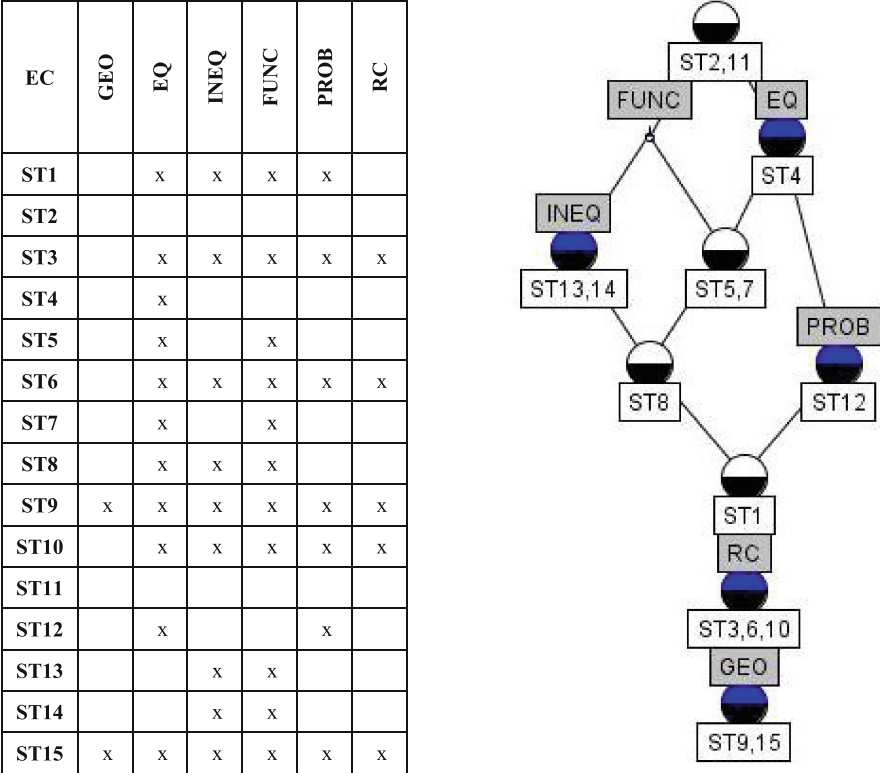 EC GEO EQ INEQ FUNC PROB RC
ST1 x x x x
ST2
ST3 x x x x x
ST4 x
ST5 x x
ST6 x x x x x
ST7 x x
ST8 x x x
ST9 x x x x x x
ST10 x x x x x
ST11
ST12 x x
ST13 x x
ST14 x x
ST15 x x x x x x
ST2,11
FUNC EQ
ST4
INEQ
ST13,14 ST5,7
PROB
ST8 ST12
ST1
RC
ST3,6,10
GEO
ST9,15